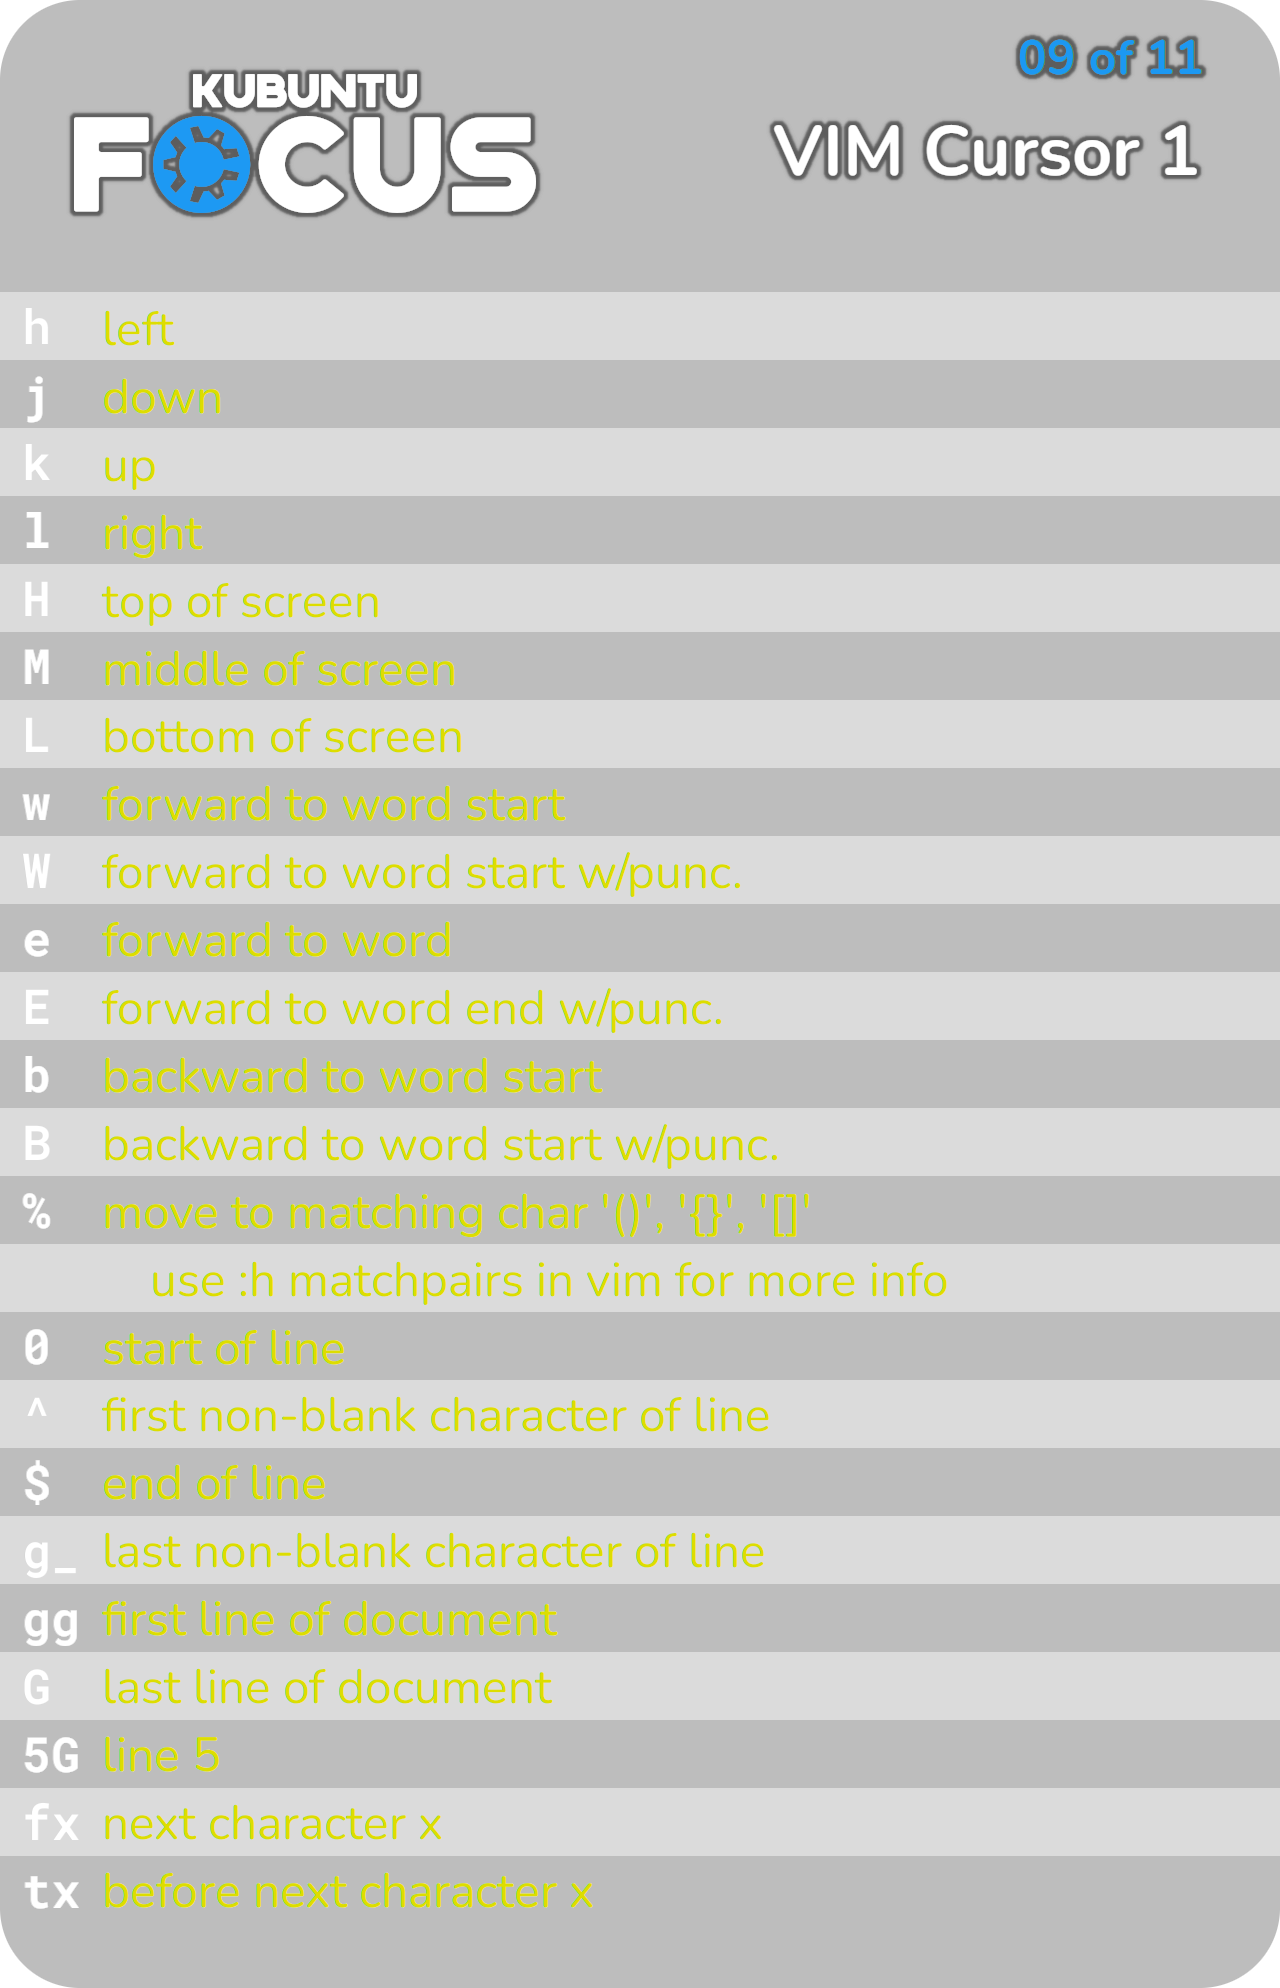 KUBUNTU
FOCUS
09 of 11
VIM Cursor 1
h left
j down
k up
l right
H top of screen
M middle of screen
L bottom of screen
w forward to word start
W forward to word start w/punc.
e forward to word
E forward to word end w/punc.
b backward to word start
B backward to word start w/punc.
% move to matching char '()', '{}', '[]'
use :h matchpairs in vim for more info
0 start of line
^ first non-blank character of line
$ end of line
g_ last non-blank character of line
gg first line of document
G last line of document
5G line 5
fx next character x
tx before next character x